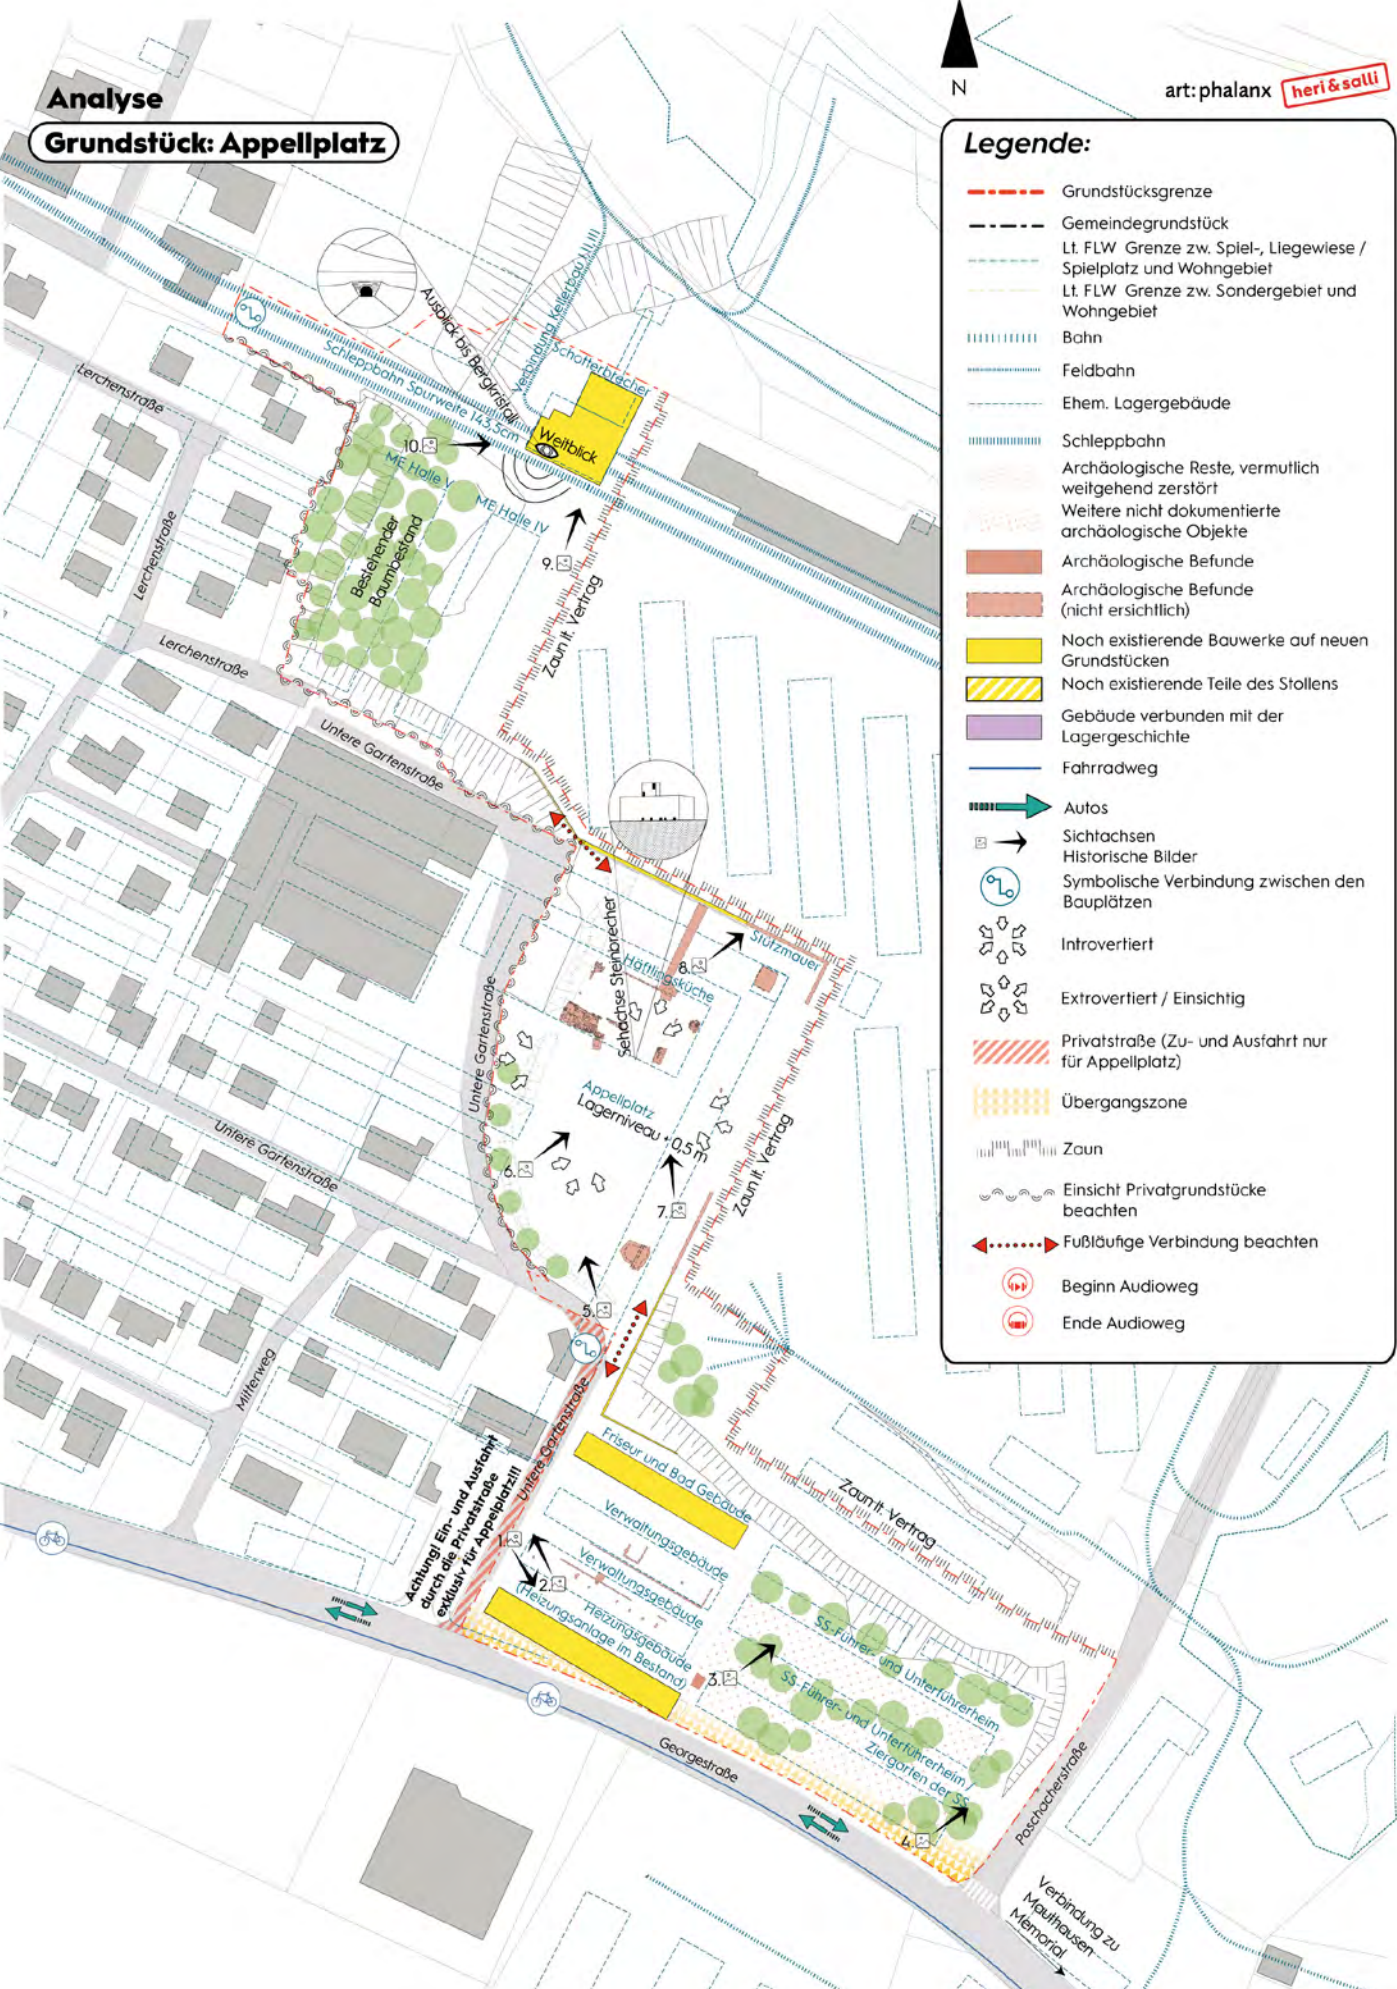 Analyse
Grundstück: Appellplatz
N
art:phalanx
heri&salli
Legende:
Grundstücksgrenze
Gemeindegrundstück
Lt. FLW Grenze zw. Spiel-, Liegewiese /
Spielplatz und Wohngebiet
Lt. FLW Grenze zw. Sondergebiet und
Wohngebiet
Bahn
Feldbahn
Ehem. Lagergebäude
Schleppbahn
Archäologische Reste, vermutlich
weitgehend zerstört
Weitere nicht dokumentierte
archäologische Objekte
Archäologische Befunde
Archäologische Befunde
(nicht ersichtlich)
Noch existierende Bauwerke auf neuen
Grundstücken
Noch existierende Teile des Stollens
Gebäude verbunden mit der
Lagergeschichte
Fahrradweg
Autos
Sichtachsen
Historische Bilder
Symbolische Verbindung zwischen den
Bauplätzen
Introvertiert
Extrovertiert / Einsichtig
Privatstraße (Zu- und Ausfahrt nur
für Appellplatz)
Übergangszone
Zaun
Einsicht Privatgrundstücke
beachten
Fußläufige Verbindung beachten
Beginn Audioweg
Ende Audioweg
Ausblick bis Bergkristall
Verbindung Kellerbau I,II,III
Schotterbrecher
Schleppbahn Spurweite 143,5cm
Weitblick
Lerchenstraße
10.
ME Halle V
ME Halle IV
Bestehender
Baumbestand
9.
Lerchenstraße
Zaun lt. Vertrag
Lerchenstraße
Untere Gartenstraße
Sehachse Steinbrecher
Stützmauer
8.
Häftlingsküche
Untere Gartenstraße
Appellplatz
Lagerniveau +0,5 m
Zaun lt. Vertrag
6.
7.
Untere Gartenstraße
5.
Mitterweg
Untere Gartenstraße
Achtung! Ein- und Ausfahrt
durch die Privatstraße
exklusiv für Appelplatz!!!
Friseur und Bad Gebäude
Zaun lt. Vertrag
1.
Verwaltungsgebäude
2.
Verwaltungsgebäude
Heizungsgebäude
(Heizungsanlage im Bestand)
3.
SS-Führer- und Unterführerheim
SS-Führer- und Unterführerheim /
Ziergarten der SS
4.
Georgestraße
Poschacherstraße
Verbindung zu
Mauthausen
Memorial